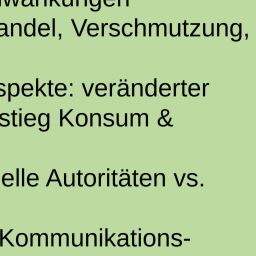 andel, Verschmutzung,
spekte: veränderter
stieg Konsum &
elle Autoritäten vs.
Kommunikations-